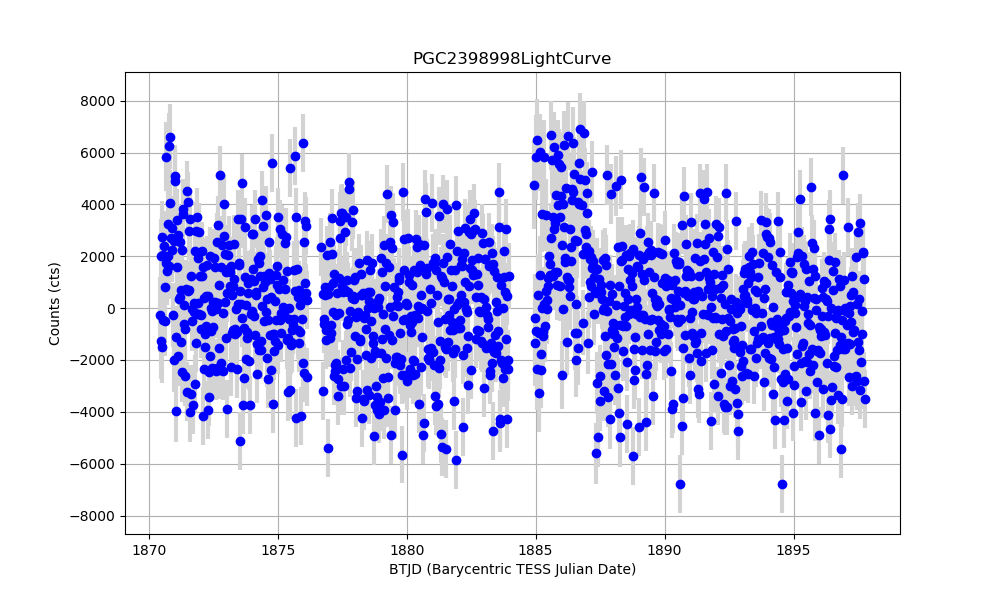 PGC2398998LightCurve
8000
6000
4000
2000
0
−2000
−4000
−6000
−8000
Counts (cts)
1870 1875 1880 1885 1890 1895
BTJD (Barycentric TESS Julian Date)